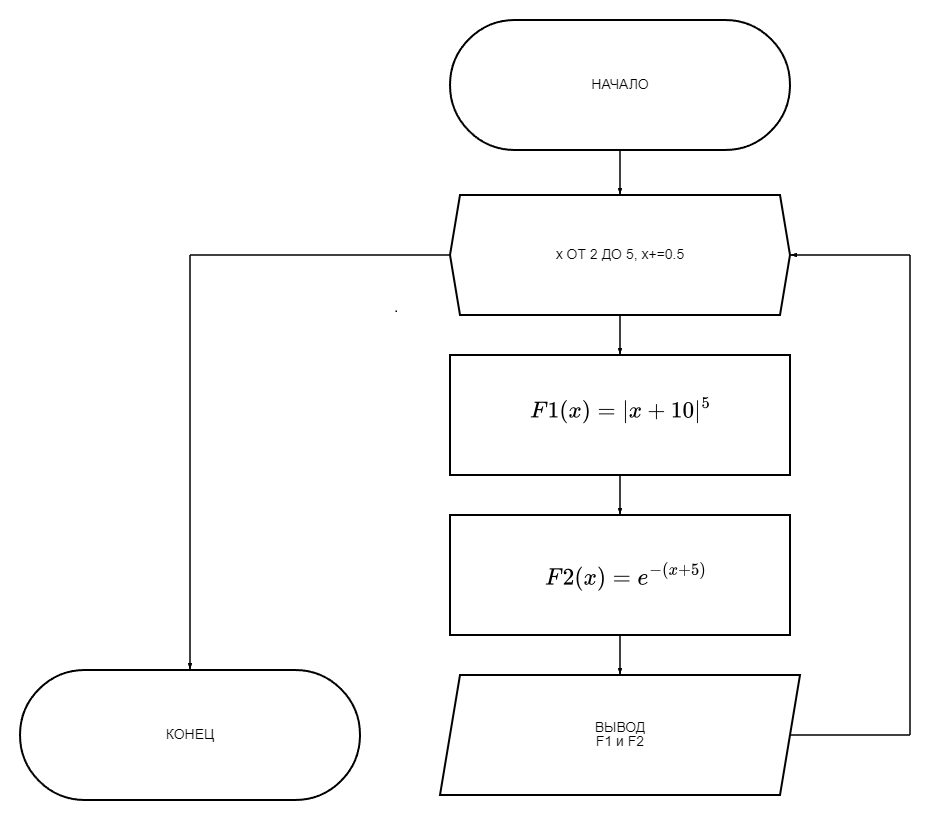 НАЧАЛО
x ОТ 2 ДО 5, x+=0.5
.
F1(x) = |x + 10|⁵
F2(x) = e^{-(x+5)}
ВЫВОД
F1 и F2
КОНЕЦ